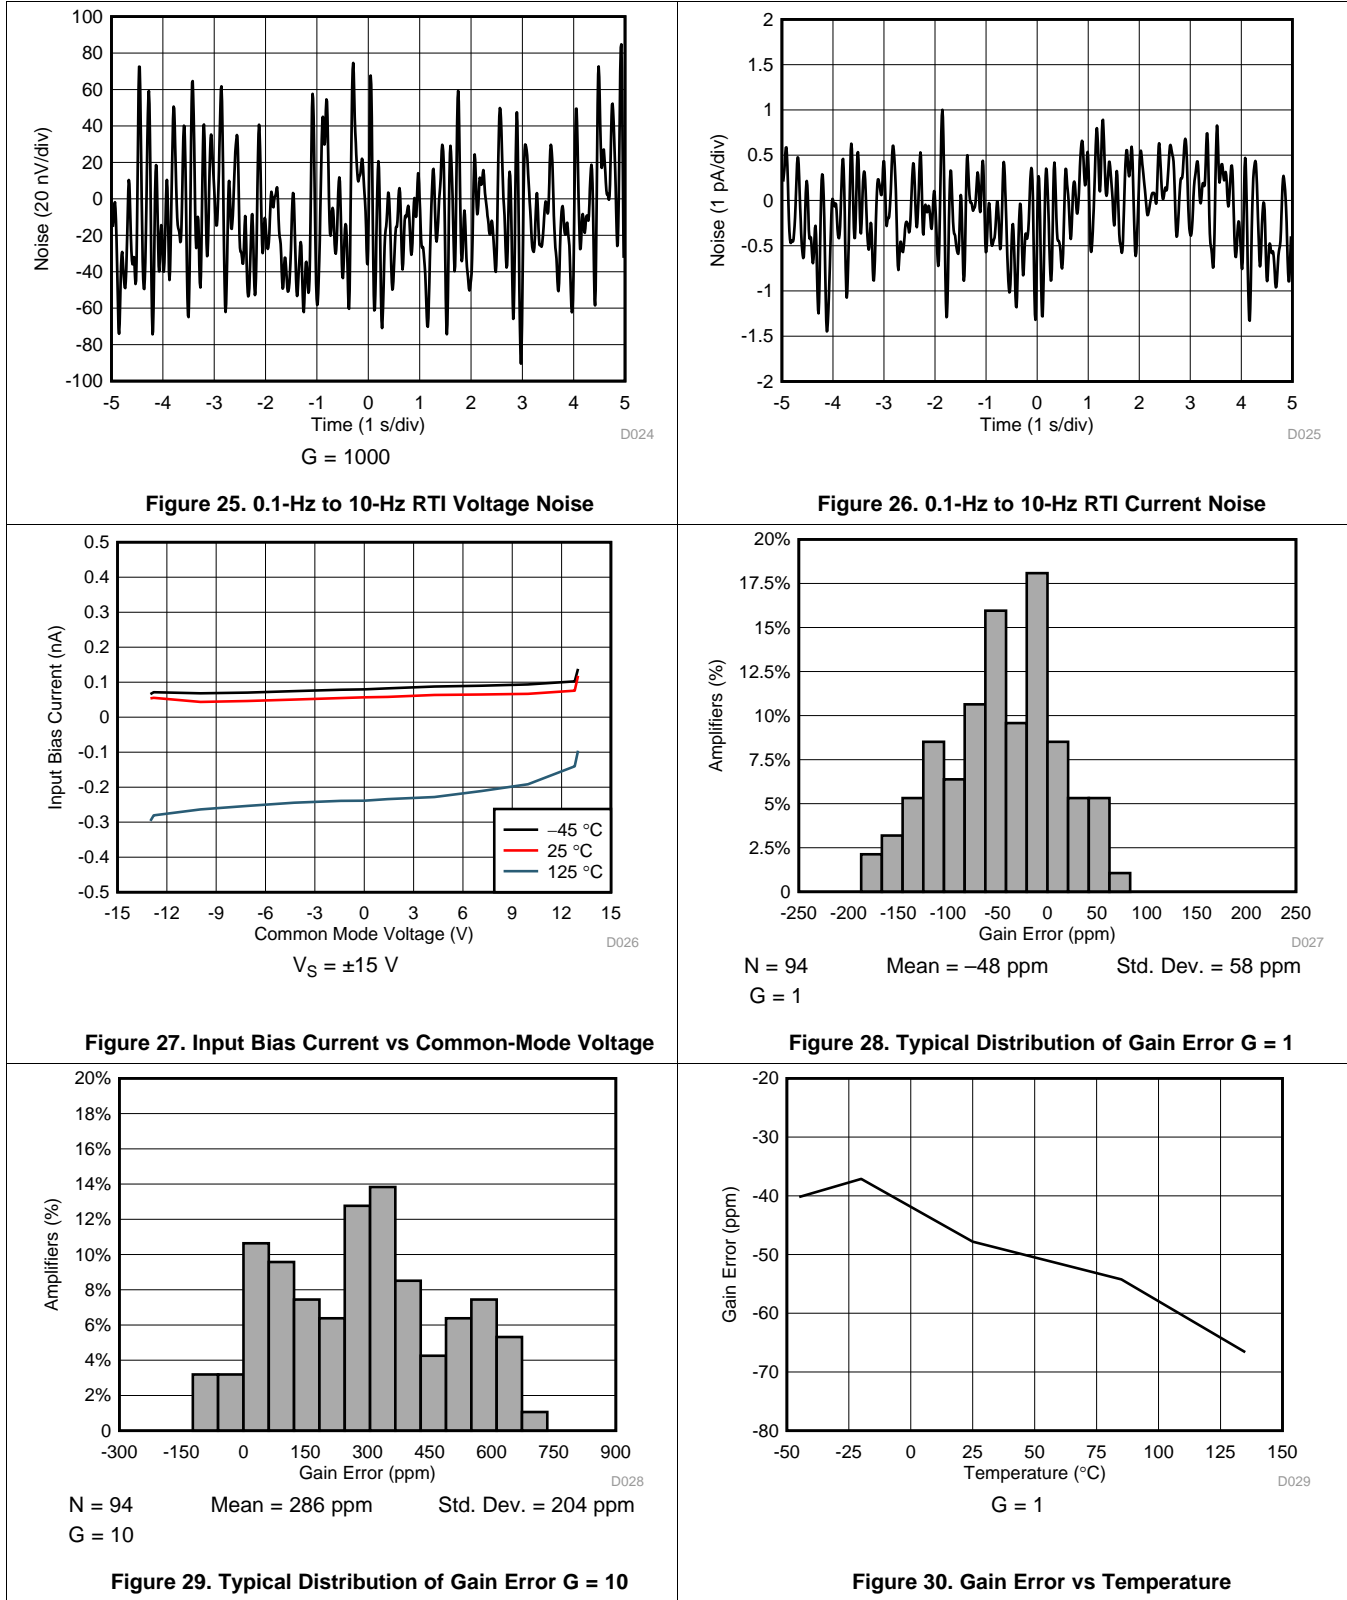 100
80
60
40
20
0
-20
-40
-60
-80
-100
Noise (20 nV/div)
-5 -4 -3 -2 -1 0 1 2 3 4 5
Time (1 s/div)
D024
G = 1000
Figure 25. 0.1-Hz to 10-Hz RTI Voltage Noise
2
1.5
1
0.5
0
-0.5
-1
-1.5
-2
Noise (1 pA/div)
-5 -4 -3 -2 -1 0 1 2 3 4 5
Time (1 s/div)
D025
Figure 26. 0.1-Hz to 10-Hz RTI Current Noise
0.5
0.4
0.3
0.2
0.1
0
-0.1
-0.2
-0.3
-0.4
-0.5
Input Bias Current (nA)
−45 °C
25 °C
125 °C
-15 -12 -9 -6 -3 0 3 6 9 12 15
Common Mode Voltage (V)
D026
VS = ±15 V
Figure 27. Input Bias Current vs Common-Mode Voltage
20%
17.5%
15%
12.5%
10%
7.5%
5%
2.5%
0
Amplifiers (%)
-250 -200 -150 -100 -50 0 50 100 150 200 250
Gain Error (ppm)
D027
N = 94 Mean = –48 ppm Std. Dev. = 58 ppm
G = 1
Figure 28. Typical Distribution of Gain Error G = 1
20%
18%
16%
14%
12%
10%
8%
6%
4%
2%
0
Amplifiers (%)
-300 -150 0 150 300 450 600 750 900
Gain Error (ppm)
D028
N = 94 Mean = 286 ppm Std. Dev. = 204 ppm
G = 10
Figure 29. Typical Distribution of Gain Error G = 10
-20
-30
-40
-50
-60
-70
-80
Gain Error (ppm)
-50 -25 0 25 50 75 100 125 150
Temperature (°C)
D029
G = 1
Figure 30. Gain Error vs Temperature